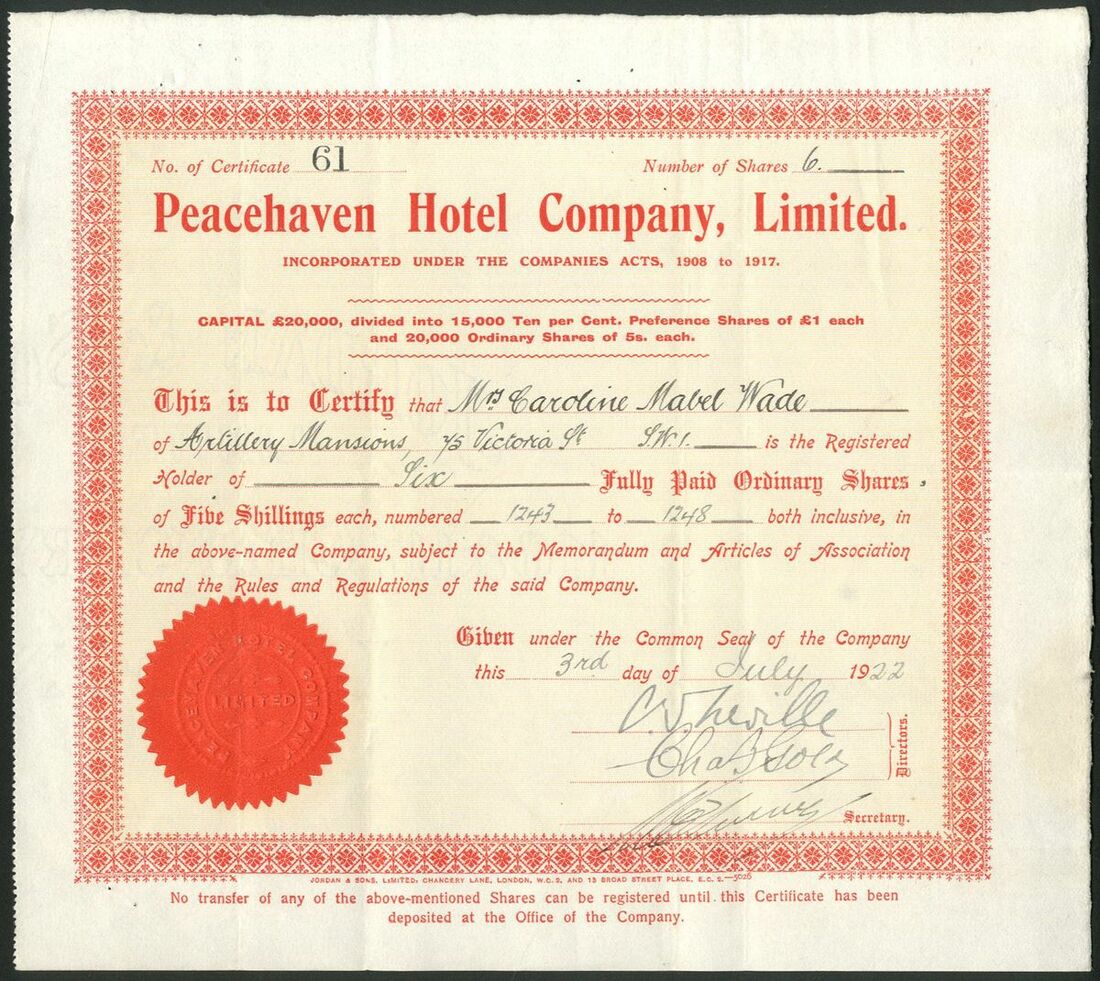 No. of Certificate 61 Number of Shares 6.
Peacehaven Hotel Company, Limited.
INCORPORATED UNDER THE COMPANIES ACTS, 1908 to 1917.
CAPITAL £20,000, divided into 15,000 Ten per Cent. Preference Shares of £1 each
and 20,000 Ordinary Shares of 5s. each.
This is to Certify that Mrs Caroline Mabel Wade
of Artillery Mansions, 75 Victoria St S.W.1. is the Registered
Holder of Six Fully Paid Ordinary Shares
of Five Shillings each, numbered 1243 to 1248 both inclusive, in
the above-named Company, subject to the Memorandum and Articles of Association
and the Rules and Regulations of the said Company.
Given under the Common Seal of the Company
this 3rd day of July 1922
C.W. Neville
Directors.
Secretary.
PEACEHAVEN HOTEL COMPANY
LIMITED
JORDAN & SONS, LIMITED, CHANCERY LANE, LONDON, W.C.2, AND 13 BROAD STREET PLACE, E.C.2.
No transfer of any of the above-mentioned Shares can be registered until this Certificate has been
deposited at the Office of the Company.